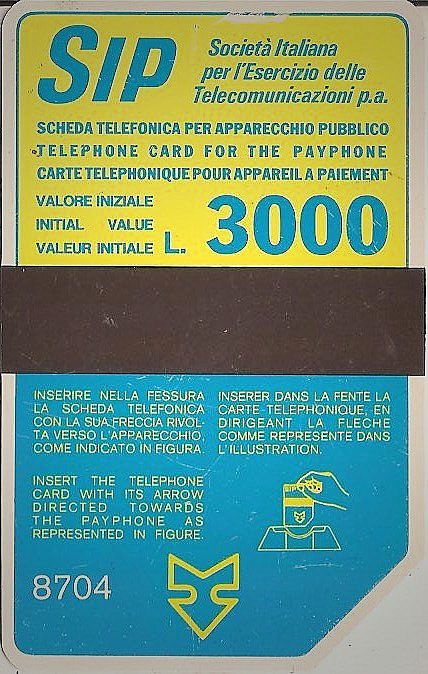 SIP
Società Italiana
per l'Esercizio delle
Telecomunicazioni p.a.
SCHEDA TELEFONICA PER APPARECCHIO PUBBLICO
TELEPHONE CARD FOR THE PAYPHONE
CARTE TELEPHONIQUE POUR APPAREIL A PAIEMENT
VALORE INIZIALE
INITIAL VALUE
VALEUR INITIALE L. 3000
INSERIRE NELLA FESSURA
LA SCHEDA TELEFONICA
CON LA SUA FRECCIA RIVOL-
TA VERSO L'APPARECCHIO,
COME INDICATO IN FIGURA.
INSERER DANS LA FENTE LA
CARTE TELEPHONIQUE, EN
DIRIGEANT LA FLECHE
COMME REPRESENTE DANS
L'ILLUSTRATION.
INSERT THE TELEPHONE
CARD WITH ITS ARROW
DIRECTED TOWARDS
THE PAYPHONE AS
REPRESENTED IN FIGURE.
SIP
8704